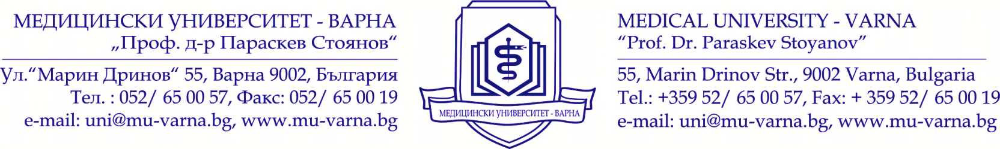 МЕДИЦИНСКИ УНИВЕРСИТЕТ - ВАРНА
„Проф. д-р Параскев Стоянов“
Ул.“Марин Дринов“ 55, Варна 9002, България
Тел. : 052/ 65 00 57, Факс: 052/ 65 00 19
e-mail: uni@mu-varna.bg, www.mu-varna.bg
МЕДИЦИНСКИ УНИВЕРСИТЕТ - ВАРНА
MEDICAL UNIVERSITY - VARNA
“Prof. Dr. Paraskev Stoyanov”
55, Marin Drinov Str., 9002 Varna, Bulgaria
Tel.: +359 52/ 65 00 57, Fax: + 359 52/ 65 00 19
e-mail: uni@mu-varna.bg, www.mu-varna.bg